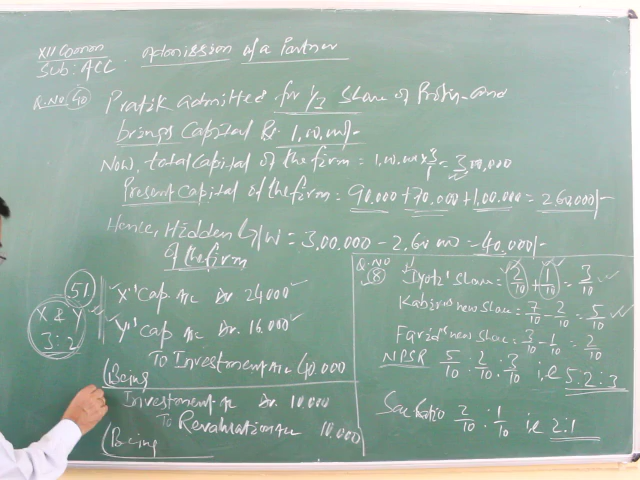 XII Common
Sub: Acc.
Admission of a Partner
Q.No. 40
Pratik admitted for 1/3 share of Profit and
brings Capital Rs. 1,00,000/-
Now, total capital of the firm = 1,00,000 × 3/1 = 3,00,000
Present capital of the firm = 90,000 + 70,000 + 1,00,000 = 2,60,000/-
Hence, Hidden G/W = 3,00,000 - 2,60,000 = 40,000/-
of the firm
51
X & Y
3:2
"X" Cap A/c Dr. 24000
"Y" Cap A/c Dr. 16,000
To Investment A/c 40,000
(Being
Investment A/c Dr. 10,000
To Revaluation A/c 10,000
(Being
Q.No
8
Jyoti's Share = 2/10 + 1/10 = 3/10
Kabir's new share = 7/10 - 2/10 = 5/10
Farid's new share = 3/10 - 1/10 = 2/10
NPSR 5/10 : 2/10 : 3/10 i.e 5:2:3
Sac Ratio 2/10 : 1/10 ie 2:1